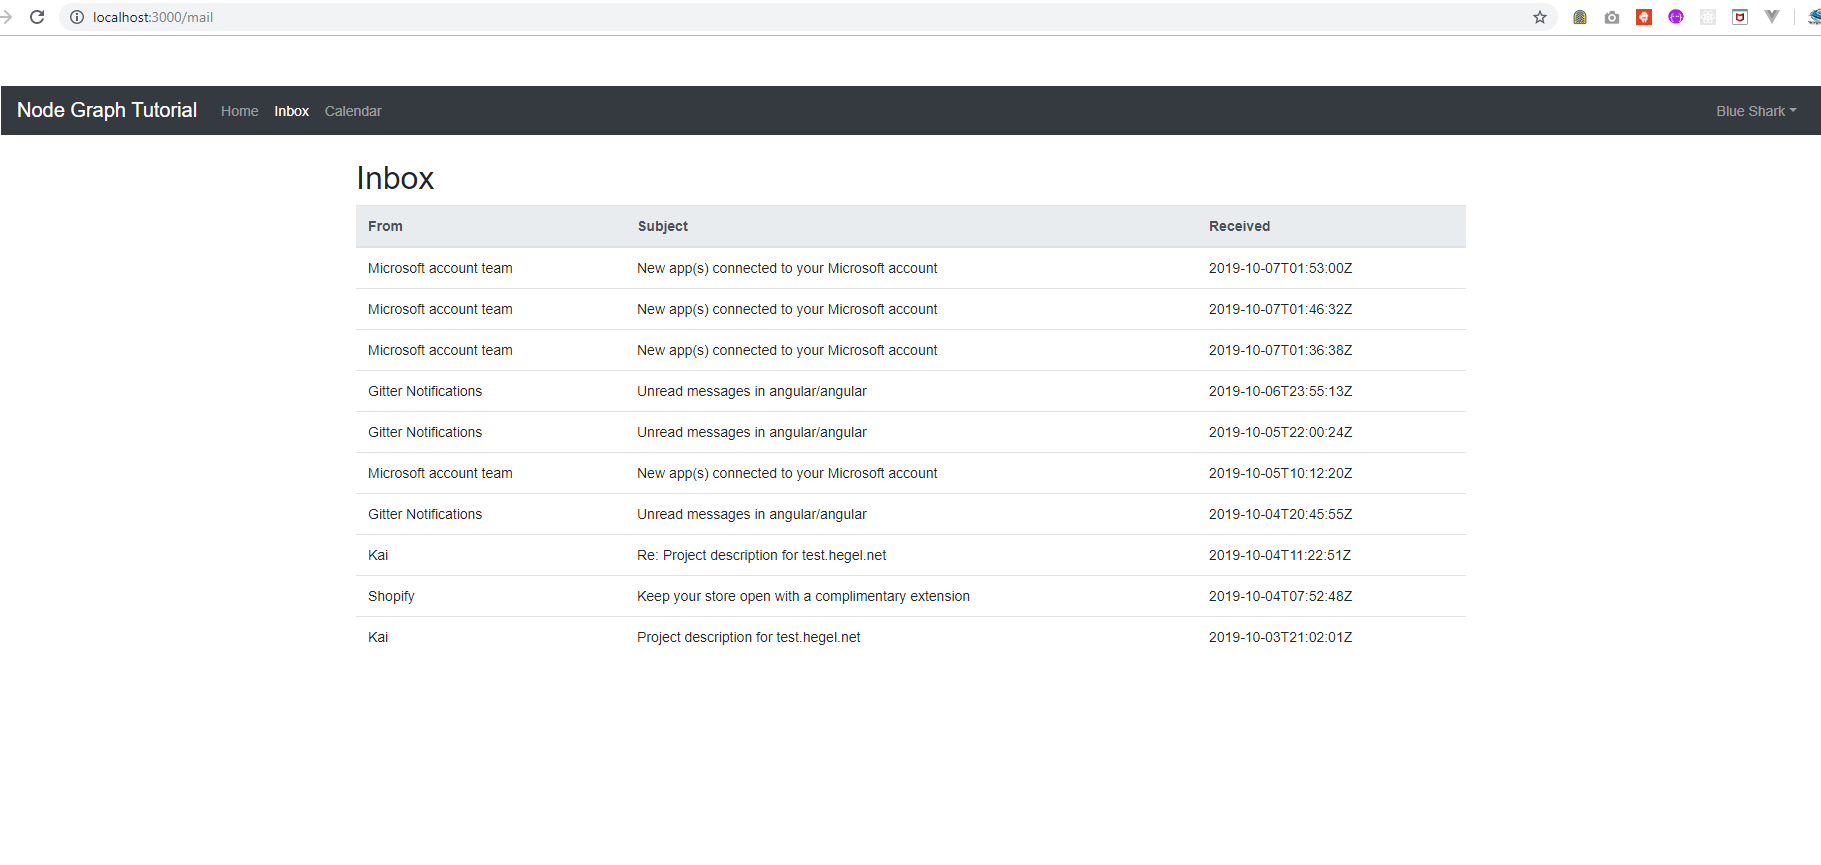 localhost:3000/mail
Node Graph Tutorial Home Inbox Calendar Blue Shark
Inbox
From Subject Received
Microsoft account team New app(s) connected to your Microsoft account 2019-10-07T01:53:00Z
Microsoft account team New app(s) connected to your Microsoft account 2019-10-07T01:46:32Z
Microsoft account team New app(s) connected to your Microsoft account 2019-10-07T01:36:38Z
Gitter Notifications Unread messages in angular/angular 2019-10-06T23:55:13Z
Gitter Notifications Unread messages in angular/angular 2019-10-05T22:00:24Z
Microsoft account team New app(s) connected to your Microsoft account 2019-10-05T10:12:20Z
Gitter Notifications Unread messages in angular/angular 2019-10-04T20:45:55Z
Kai Re: Project description for test.hegel.net 2019-10-04T11:22:51Z
Shopify Keep your store open with a complimentary extension 2019-10-04T07:52:48Z
Kai Project description for test.hegel.net 2019-10-03T21:02:01Z